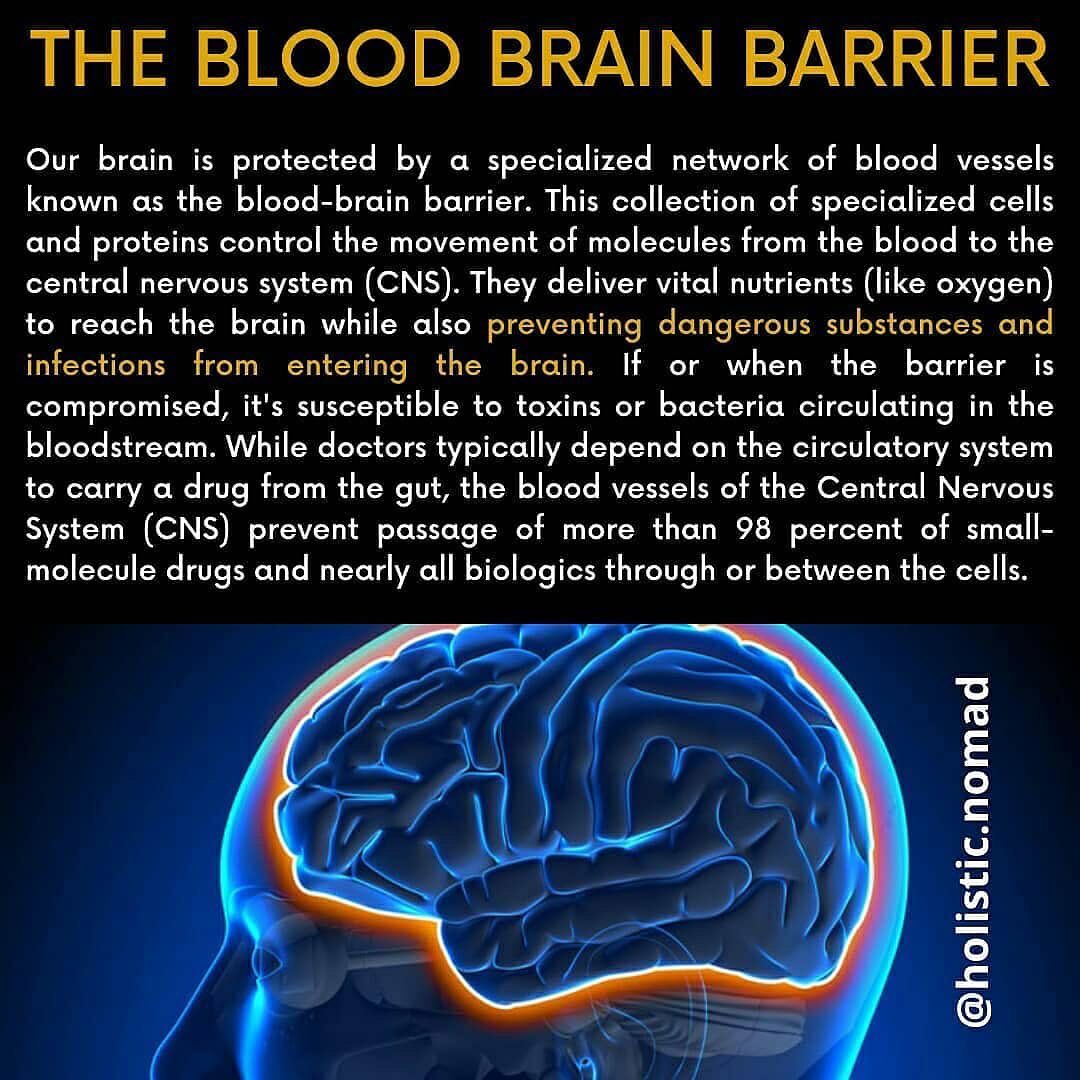 THE BLOOD BRAIN BARRIER
Our brain is protected by a specialized network of blood vessels
known as the blood-brain barrier. This collection of specialized cells
and proteins control the movement of molecules from the blood to the
central nervous system (CNS). They deliver vital nutrients (like oxygen)
to reach the brain while also preventing dangerous substances and
infections from entering the brain. If or when the barrier is
compromised, it's susceptible to toxins or bacteria circulating in the
bloodstream. While doctors typically depend on the circulatory system
to carry a drug from the gut, the blood vessels of the Central Nervous
System (CNS) prevent passage of more than 98 percent of small-
molecule drugs and nearly all biologics through or between the cells.
@holistic.nomad